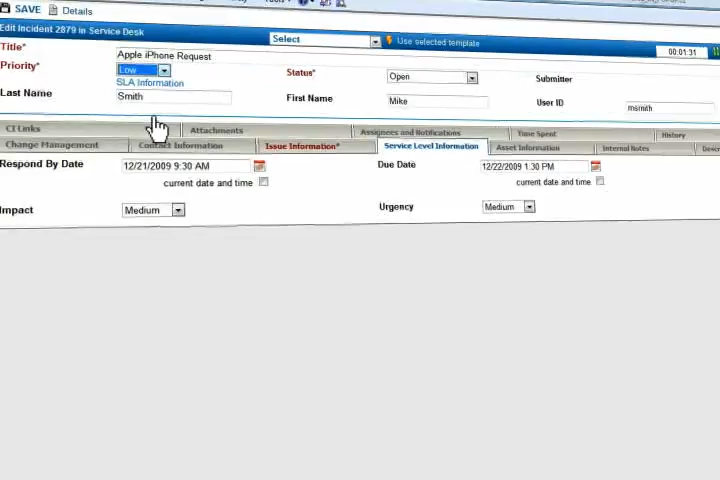 SAVE Details
Edit Incident 2879 in Service Desk
Select Use selected template
00:01:31
Title* Apple iPhone Request
Priority* Low Status* Open Submitter
SLA Information
Last Name Smith First Name Mike User ID msmith
CI Links Attachments Assignees and Notifications Time Spent History
Change Management Contact Information Issue Information* Service Level Information Asset Information Internal Notes Descr
Respond By Date 12/21/2009 9:30 AM Due Date 12/22/2009 1:30 PM
current date and time current date and time
Impact Medium Urgency Medium